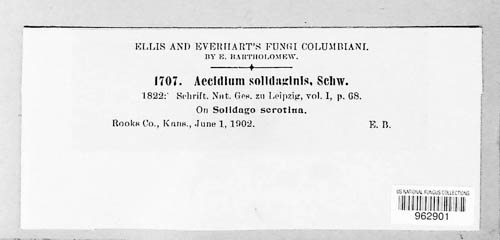 ELLIS AND EVERHART'S FUNGI COLUMBIANI.
BY E. BARTHOLOMEW.
1707. Aecidium solidaginis, Schw.
1822: Schrift. Nat. Ges. zu Leipzig, vol. I, p. 68.
On Solidago serotina.
Rooks Co., Kans., June 1, 1902. E. B.
US NATIONAL FUNGUS COLLECTIONS
962901